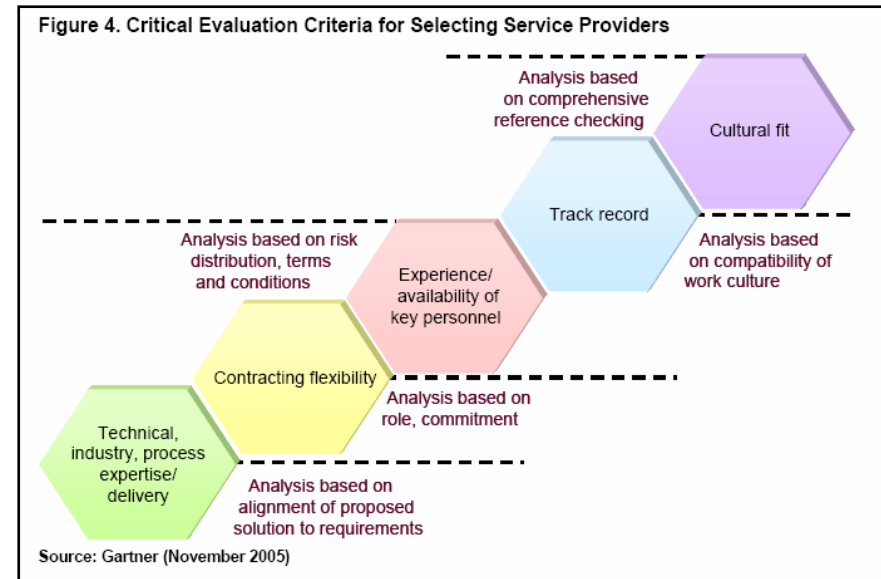 Figure 4. Critical Evaluation Criteria for Selecting Service Providers
Analysis based
on comprehensive
reference checking
Cultural fit
Track record
Analysis based on risk
distribution, terms
and conditions
Analysis based
on compatibility of
work culture
Experience/
availability of
key personnel
Contracting flexibility
Analysis based on
role, commitment
Technical,
industry, process
expertise/
delivery
Analysis based on
alignment of proposed
solution to requirements
Source: Gartner (November 2005)